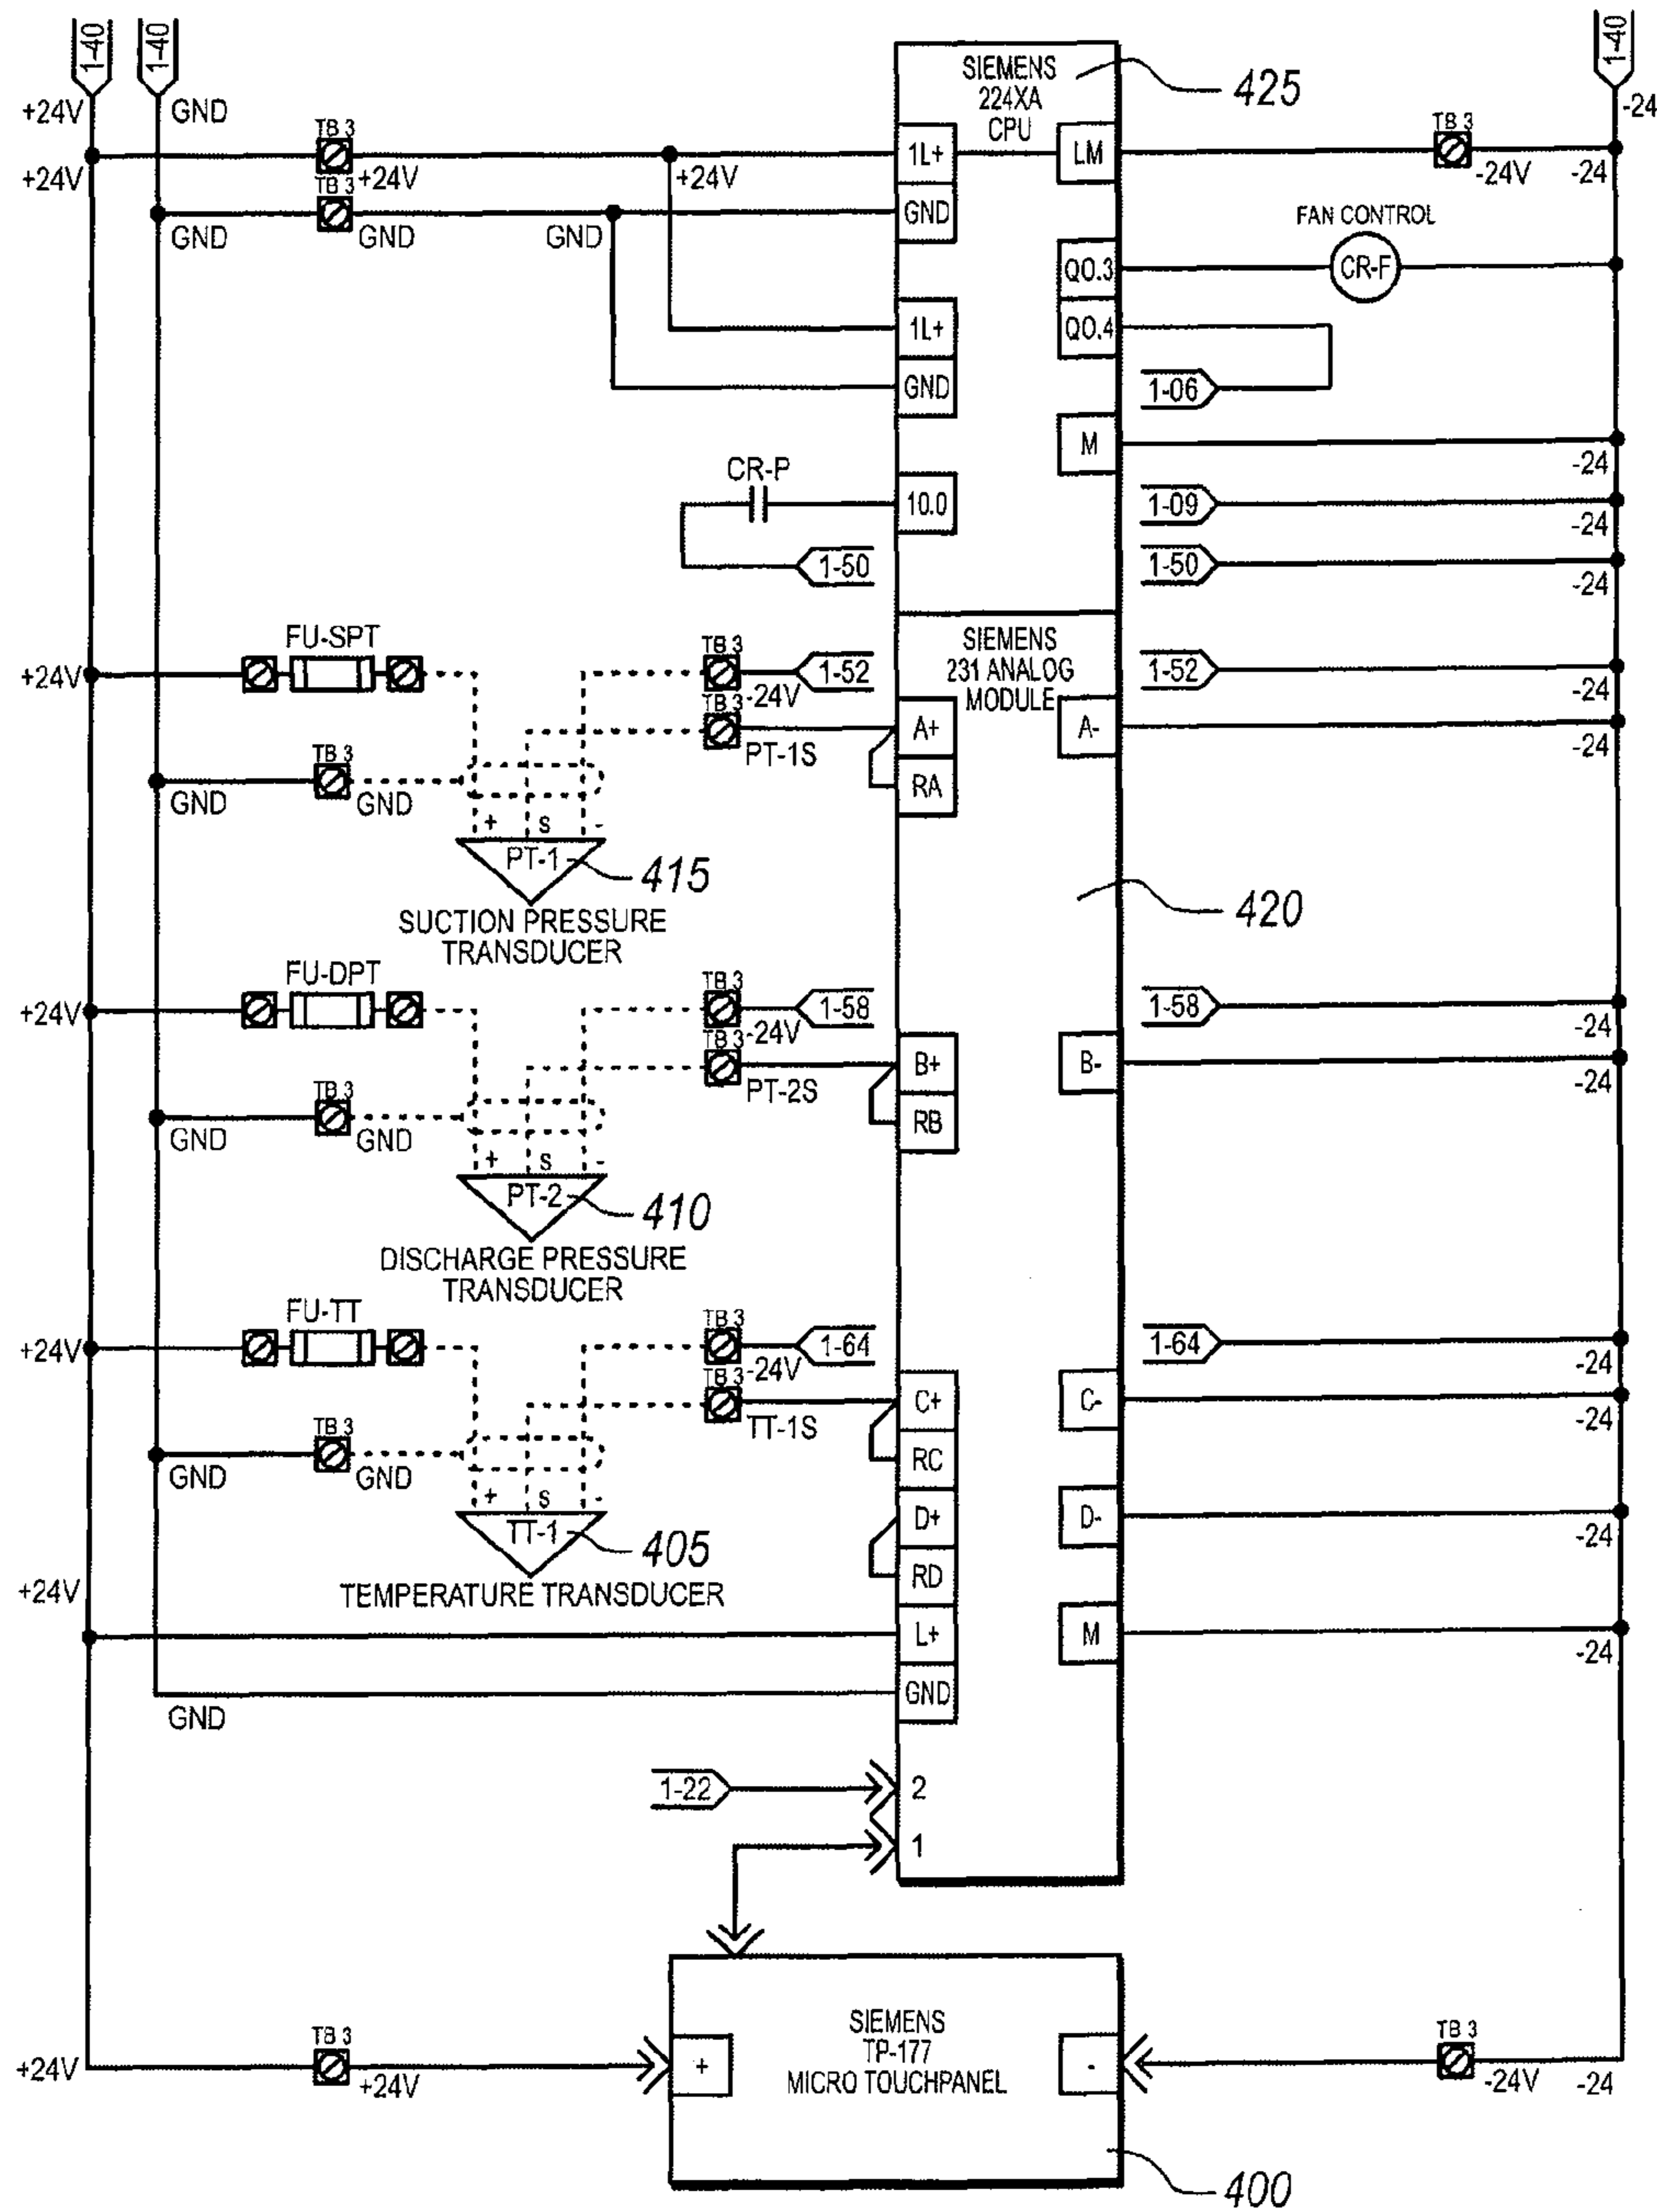 1-40
1-40
1-40
+24V
GND
-24
SIEMENS
224XA
CPU
425
TB 3
1L+
LM
TB 3
+24V
+24V
+24V
-24V
-24
TB 3
GND
GND
GND
GND
FAN CONTROL
Q0.3
CR-F
1L+
Q0.4
GND
1-06
M
-24
CR-P
10.0
1-09
-24
1-50
1-50
-24
FU-SPT
SIEMENS
231 ANALOG
MODULE
TB 3
1-52
1-52
+24V
-24V
-24
TB 3
A+
A-
PT-1S
-24
TB 3
RA
GND
GND
+ S -
PT-1
415
SUCTION PRESSURE
TRANSDUCER
420
FU-DPT
TB 3
1-58
1-58
+24V
-24V
-24
TB 3
B+
B-
PT-2S
-24
TB 3
RB
GND
GND
+ S -
PT-2
410
DISCHARGE PRESSURE
TRANSDUCER
FU-TT
TB 3
1-64
1-64
+24V
-24V
-24
TB 3
C+
C-
TT-1S
-24
TB 3
RC
GND
GND
+ S -
D+
D-
TT-1
405
-24
RD
TEMPERATURE TRANSDUCER
+24V
L+
M
-24
GND
GND
1-22
2
1
SIEMENS
TP-177
MICRO TOUCHPANEL
TB 3
TB 3
+
-
+24V
+24V
-24V
-24
400